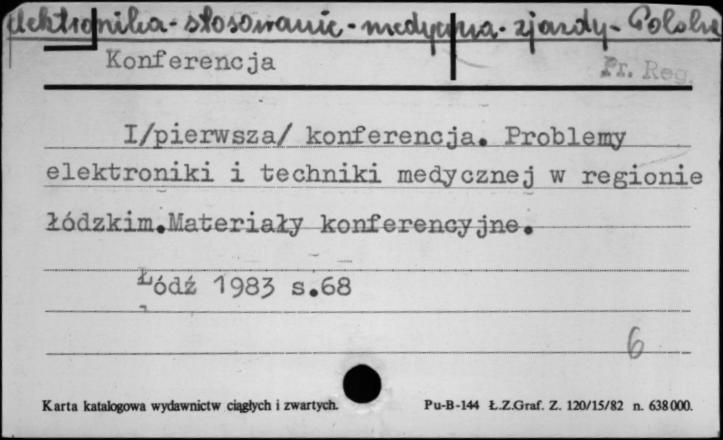 elektronika - stosowanie - medycyna - zjazdy - Polska
Konferencja
Pr. Reg.
I/pierwsza/ konferencja. Problemy
elektroniki i techniki medycznej w regionie
łódzkim.Materiały konferencyjne.
Łódź 1983 s.68
6
Karta katalogowa wydawnictw ciągłych i zwartych.
Pu-B-144 Ł.Z.Graf. Z. 120/15/82 n. 638000.